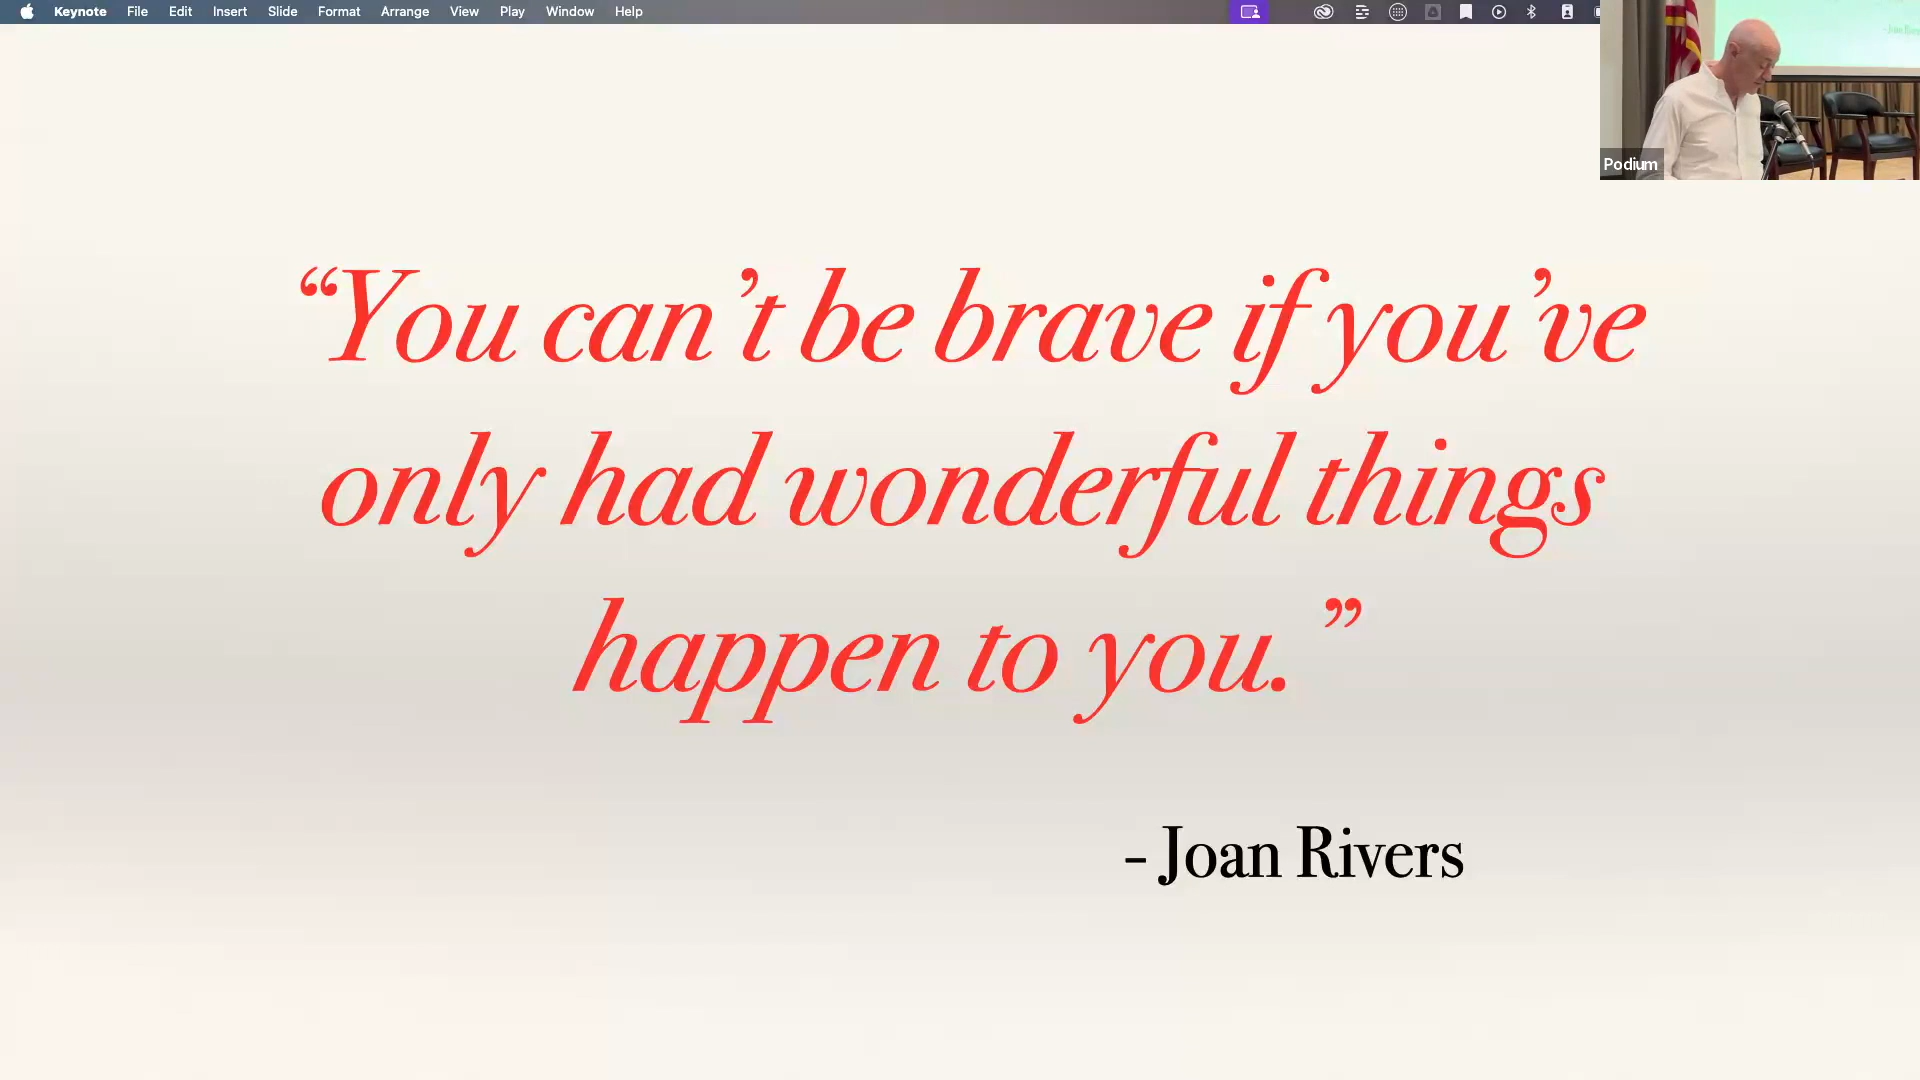 Keynote File Edit Insert Slide Format Arrange View Play Window Help
Podium
“You can’t be brave if you’ve
only had wonderful things
happen to you.”
- Joan Rivers